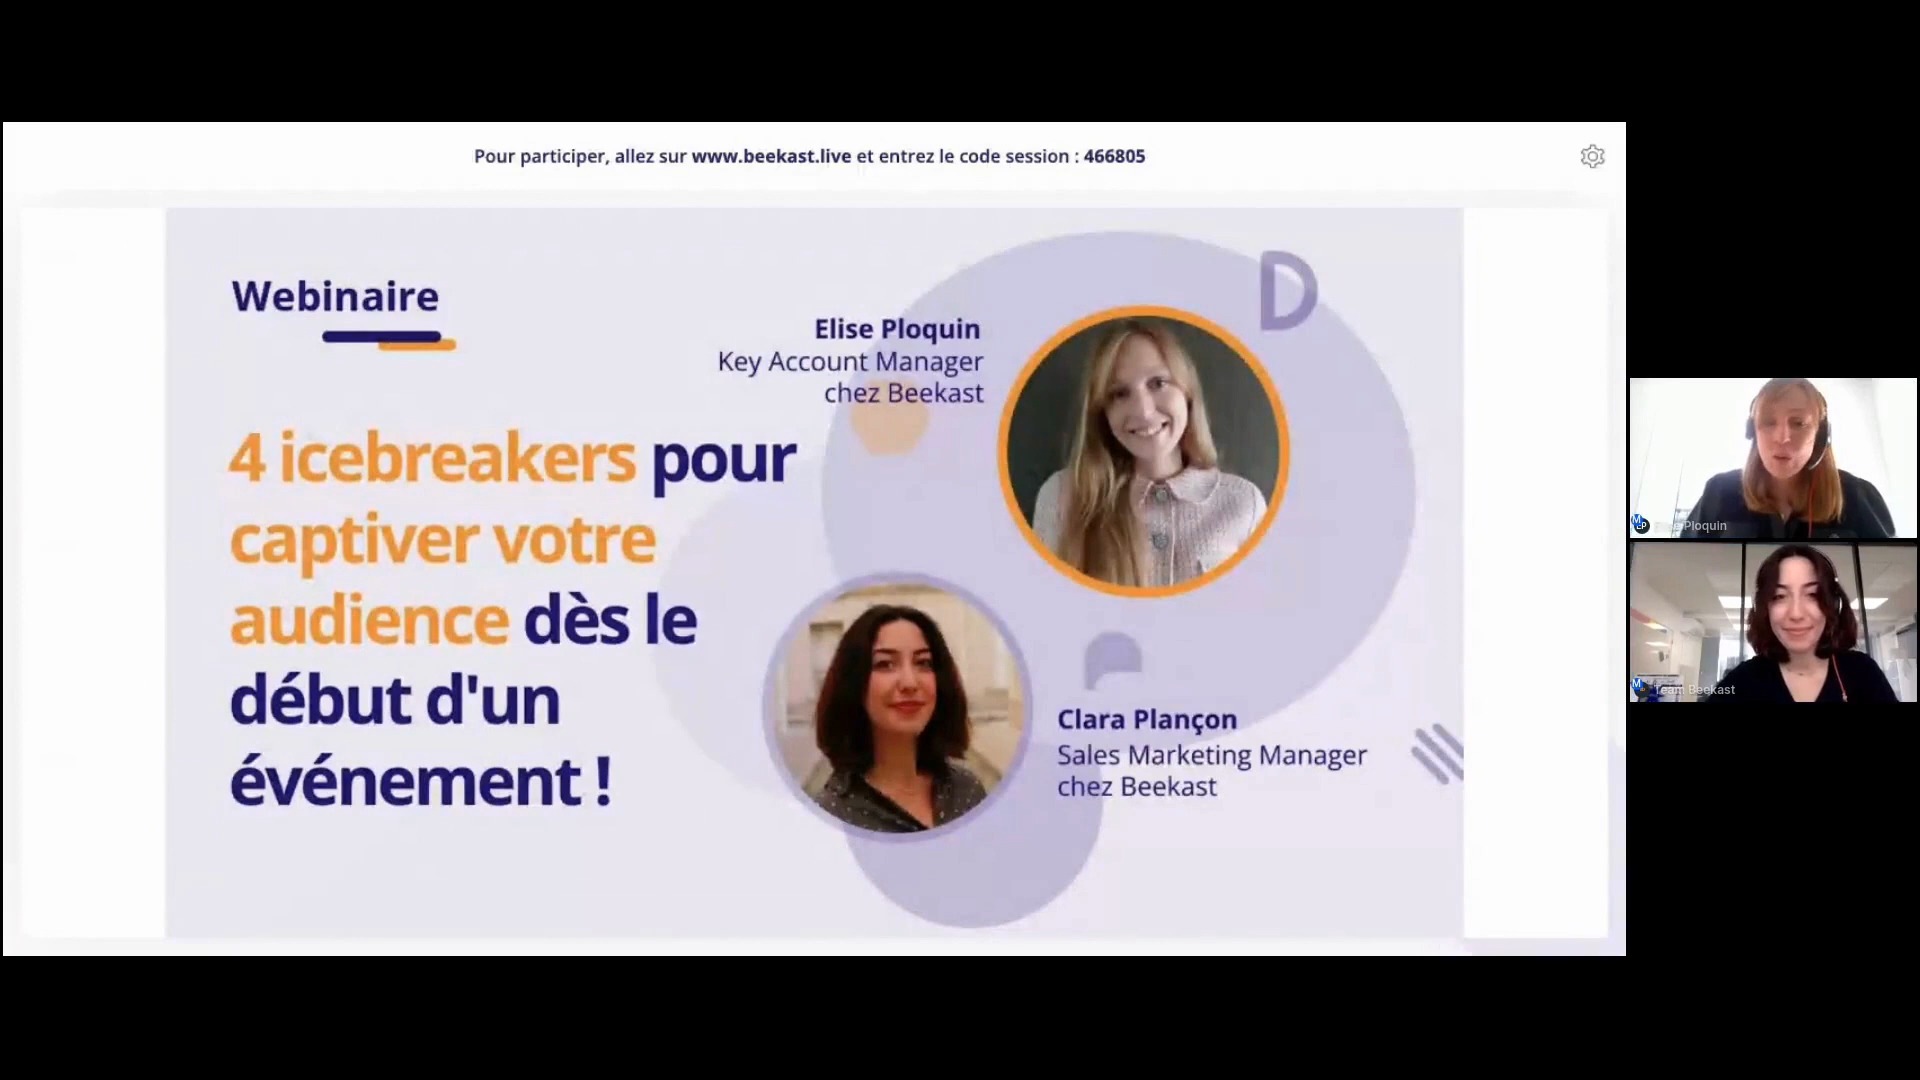 Pour participer, allez sur www.beekast.live et entrez le code session : 466805
Webinaire
4 icebreakers pour
captiver votre
audience dès le
début d'un
événement !
Elise Ploquin
Key Account Manager
chez Beekast
Clara Plançon
Sales Marketing Manager
chez Beekast
Ploquin
Team Beekast